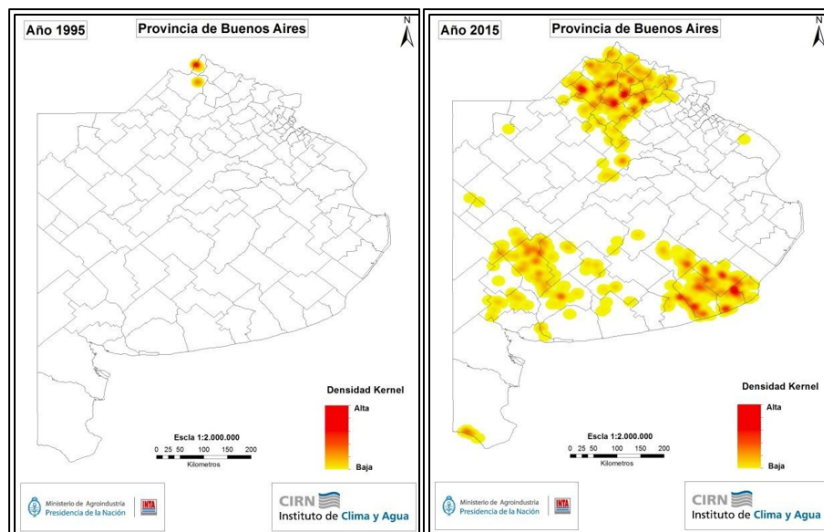 Año 1995
Provincia de Buenos Aires
N
Densidad Kernel
Alta
Baja
Escla 1:2.000.000
0 25 50 100 150 200
Kilometros
Ministerio de Agroindustria
Presidencia de la Nación
INTA
CIRN
Instituto de Clima y Agua
Año 2015
Provincia de Buenos Aires
N
Densidad Kernel
Alta
Baja
Escla 1:2.000.000
0 25 50 100 150 200
Kilometros
Ministerio de Agroindustria
Presidencia de la Nación
INTA
CIRN
Instituto de Clima y Agua